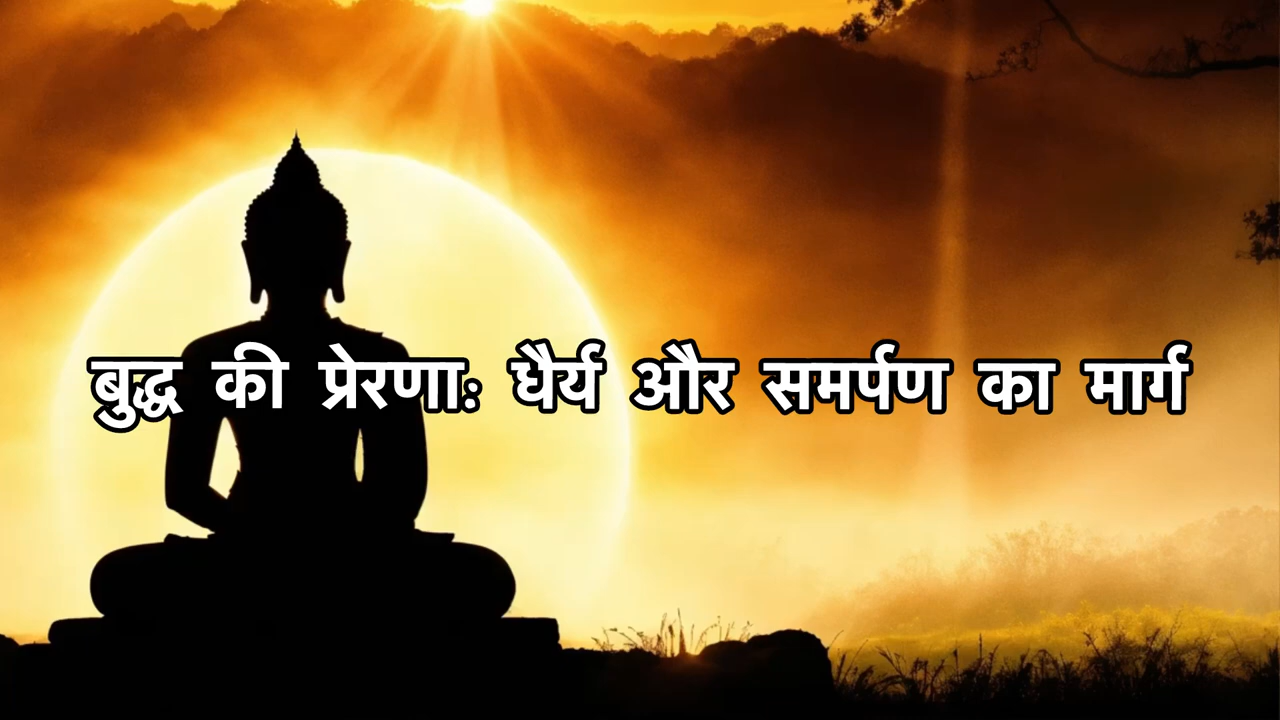 बुद्ध की प्रेरणा: धैर्य और समर्पण का मार्ग